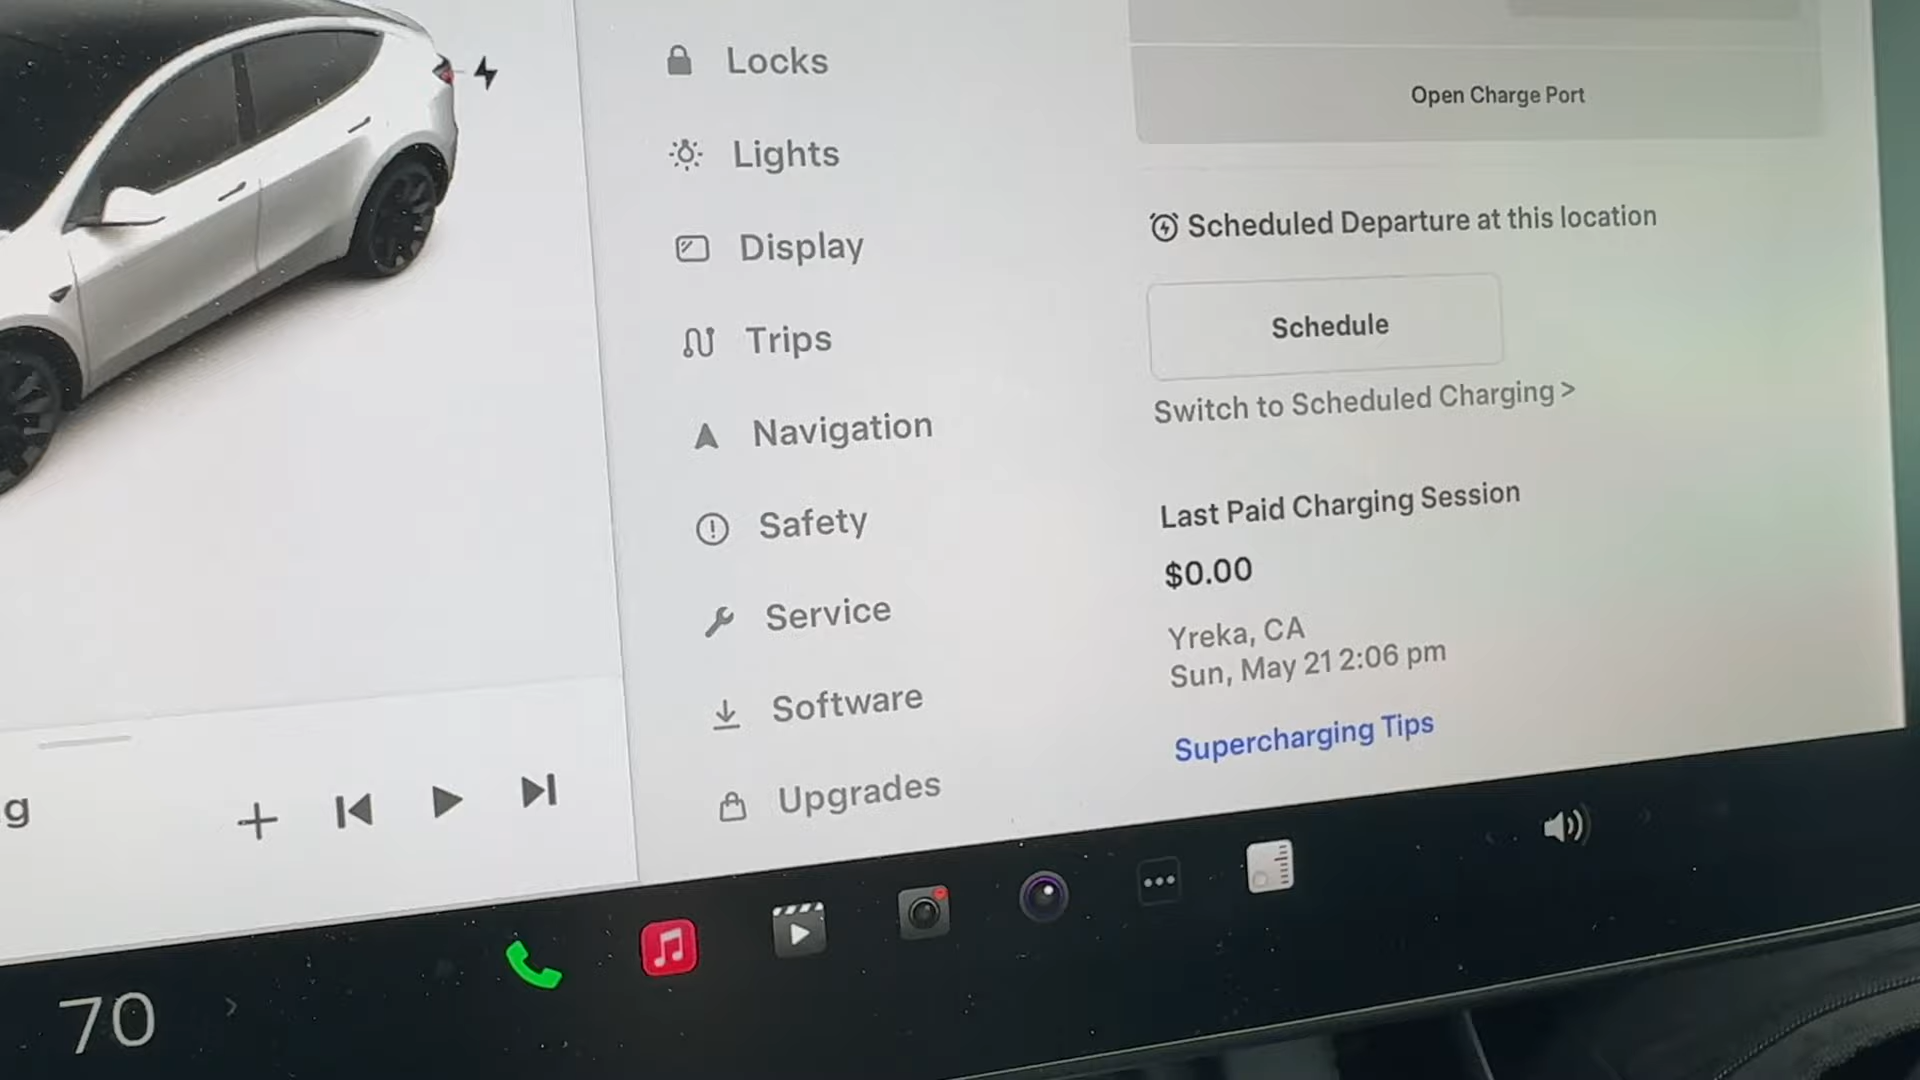 Locks
Lights
Display
Trips
Navigation
Safety
Service
Software
Upgrades
Open Charge Port
Scheduled Departure at this location
Schedule
Switch to Scheduled Charging >
Last Paid Charging Session
$0.00
Yreka, CA
Sun, May 21 2:06 pm
Supercharging Tips
g
70